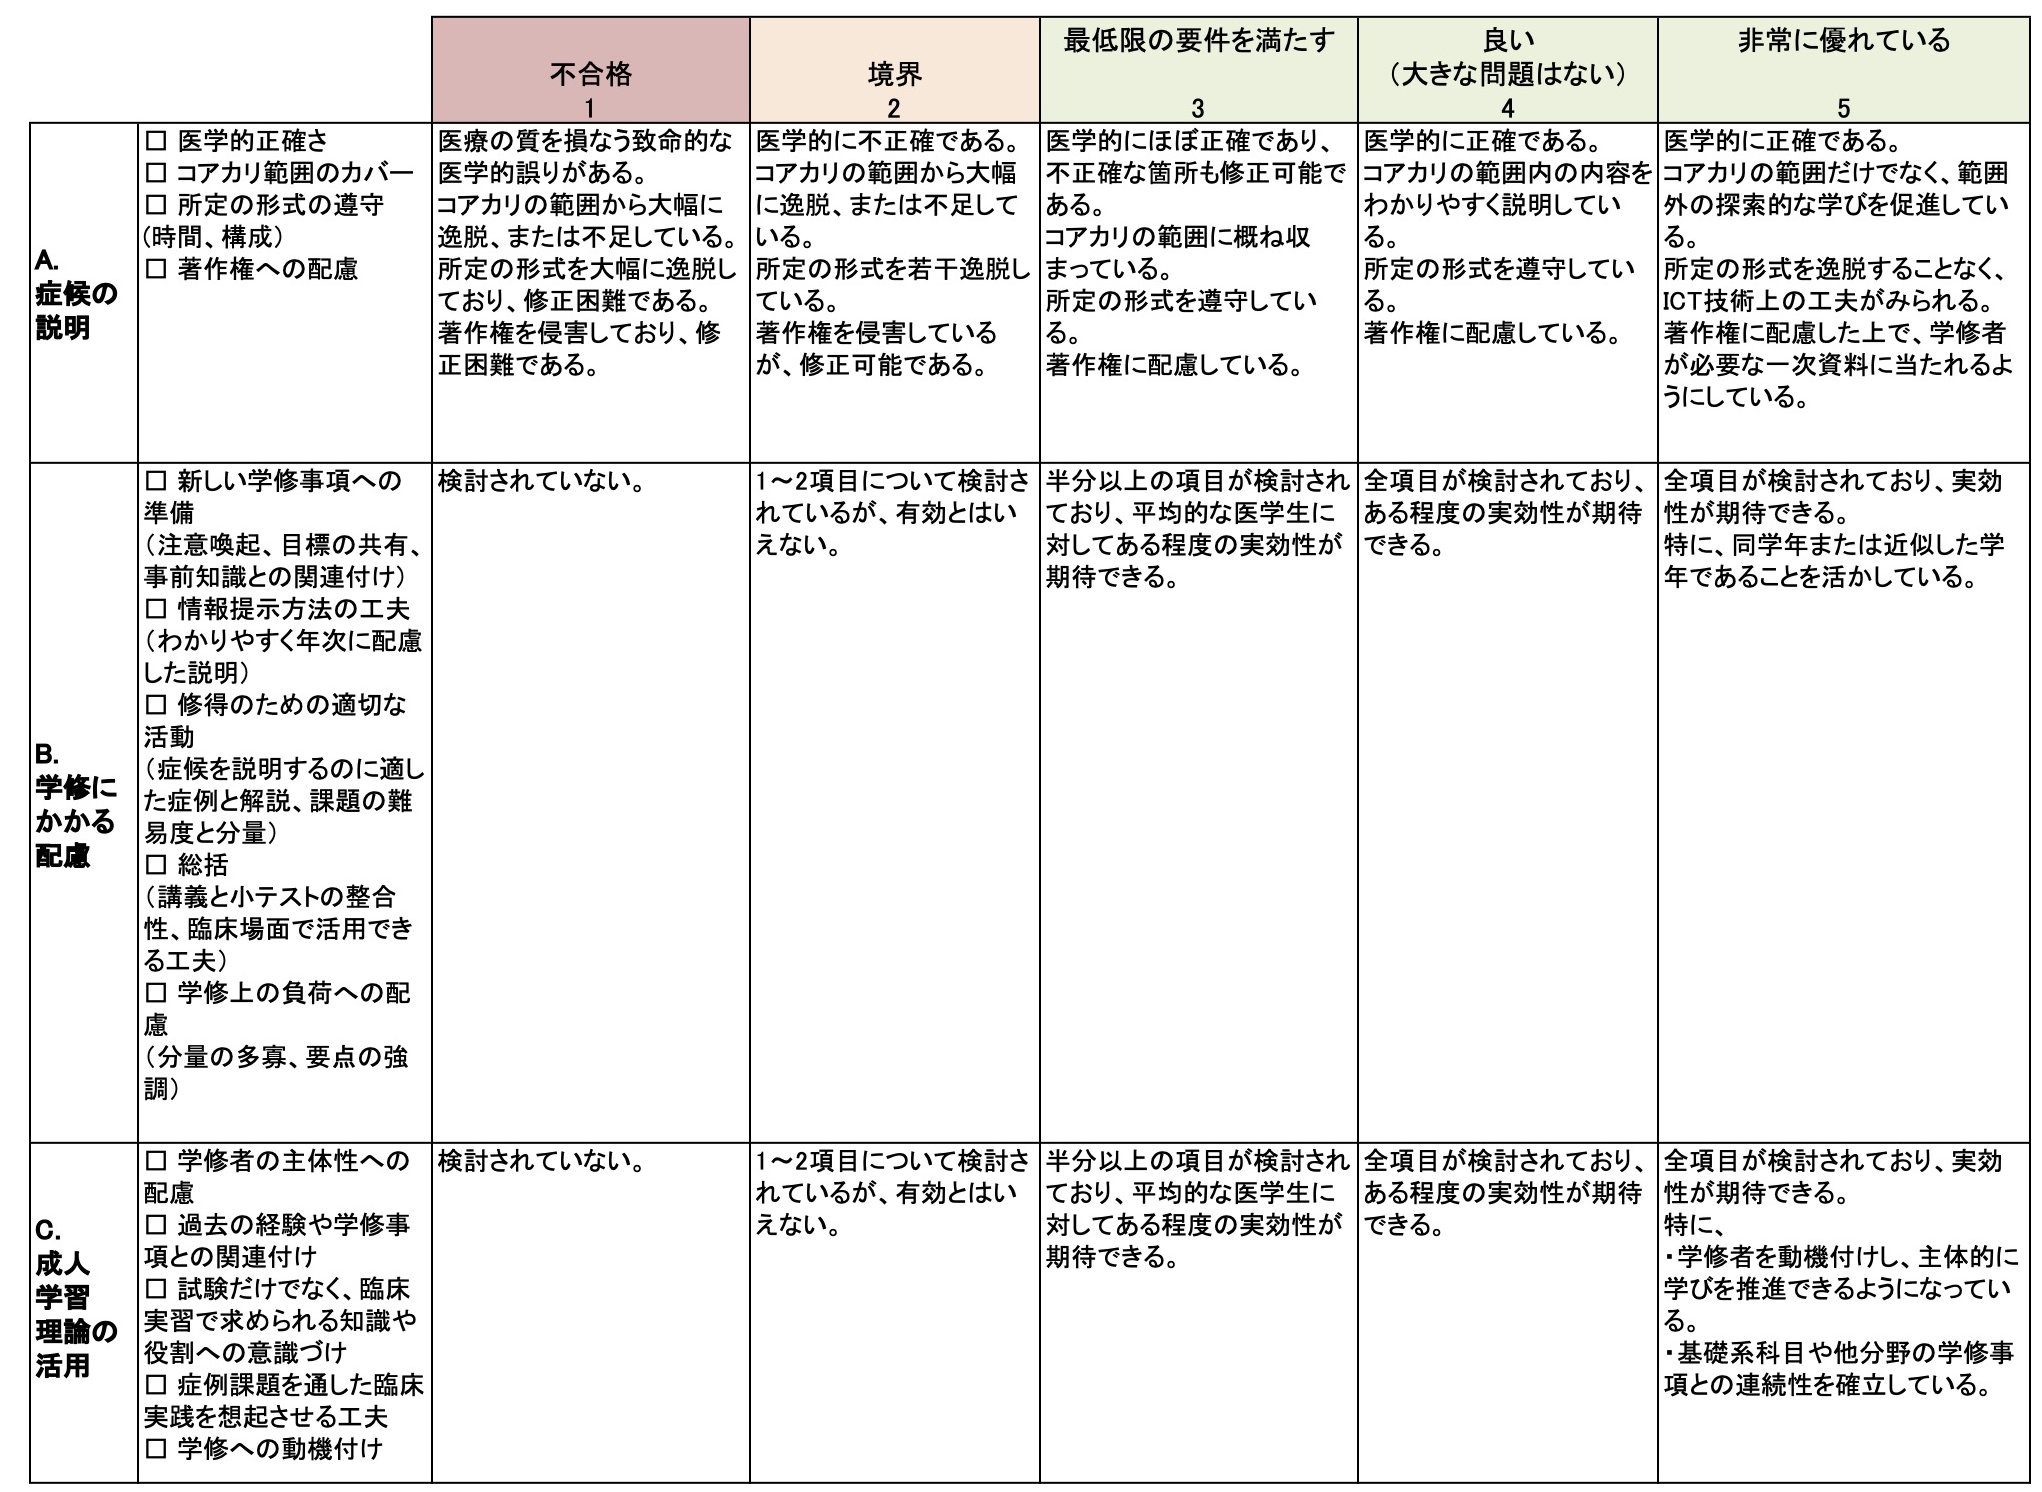 不合格
1
境界
2
最低限の要件を満たす
3
良い
（大きな問題はない）
4
非常に優れている
5
A.
症候の
説明
□ 医学的正確さ
□ コアカリ範囲のカバー
□ 所定の形式の遵守
（時間、構成）
□ 著作権への配慮
医療の質を損なう致命的な
医学的誤りがある。
コアカリの範囲から大幅に
逸脱、または不足している。
所定の形式を大幅に逸脱し
ており、修正困難である。
著作権を侵害しており、修
正困難である。
医学的に不正確である。
コアカリの範囲から大幅
に逸脱、または不足して
いる。
所定の形式を若干逸脱し
ている。
著作権を侵害している
が、修正可能である。
医学的にほぼ正確であり、
不正確な箇所も修正可能で
ある。
コアカリの範囲に概ね収
まっている。
所定の形式を遵守してい
る。
著作権に配慮している。
医学的に正確である。
コアカリの範囲内の内容を
わかりやすく説明してい
る。
所定の形式を遵守してい
る。
著作権に配慮している。
医学的に正確である。
コアカリの範囲だけでなく、範囲
外の探索的な学びを促進してい
る。
所定の形式を逸脱することなく、
ICT技術上の工夫がみられる。
著作権に配慮した上で、学修者
が必要な一次資料に当たれるよ
うにしている。
B.
学修に
かかる
配慮
□ 新しい学修事項への
準備
（注意喚起、目標の共有、
事前知識との関連付け）
□ 情報提示方法の工夫
（わかりやすく年次に配慮
した説明）
□ 修得のための適切な
活動
（症候を説明するのに適し
た症例と解説、課題の難
易度と分量）
□ 総括
（講義と小テストの整合
性、臨床場面で活用でき
る工夫）
□ 学修上の負荷への配
慮
（分量の多寡、要点の強
調）
検討されていない。
1～2項目について検討さ
れているが、有効とはい
えない。
半分以上の項目が検討され
ており、平均的な医学生に
対してある程度の実効性が
期待できる。
全項目が検討されており、
ある程度の実効性が期待
できる。
全項目が検討されており、実効
性が期待できる。
特に、同学年または近似した学
年であることを活かしている。
C.
成人
学習
理論の
活用
□ 学修者の主体性への
配慮
□ 過去の経験や学修事
項との関連付け
□ 試験だけでなく、臨床
実習で求められる知識や
役割への意識づけ
□ 症例課題を通した臨床
実践を想起させる工夫
□ 学修への動機付け
検討されていない。
1～2項目について検討さ
れているが、有効とはい
えない。
半分以上の項目が検討され
ており、平均的な医学生に
対してある程度の実効性が
期待できる。
全項目が検討されており、
ある程度の実効性が期待
できる。
全項目が検討されており、実効
性が期待できる。
特に、
・学修者を動機付けし、主体的に
学びを推進できるようになってい
る。
・基礎系科目や他分野の学修事
項との連続性を確立している。